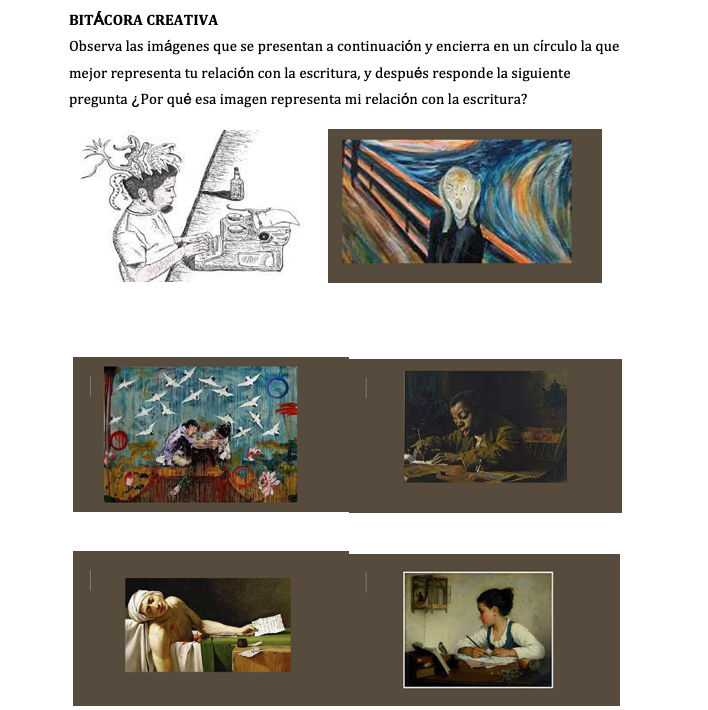 BITÁCORA CREATIVA
Observa las imágenes que se presentan a continuación y encierra en un círculo la que
mejor representa tu relación con la escritura, y después responde la siguiente
pregunta ¿Por qué esa imagen representa mi relación con la escritura?